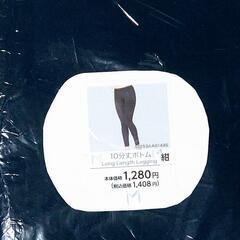 10分丈ボトム 紺
Long Length Legging
本体価格 1,280円
(税込価格 1,408円)
M